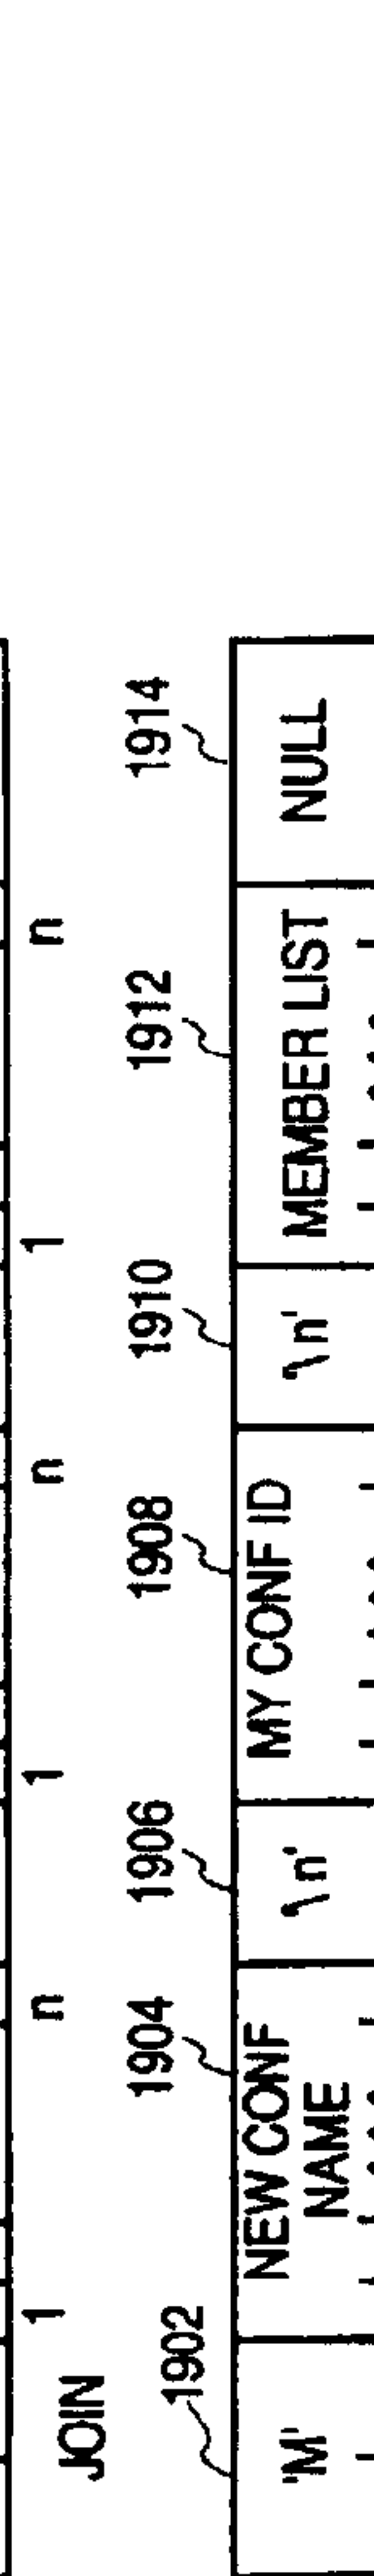 1 n 1 n 1 n
JOIN
1902 1904 1906 1908 1910 1912 1914
'M' NEW CONF NAME '\n' MY CONF ID '\n' MEMBER LIST NULL